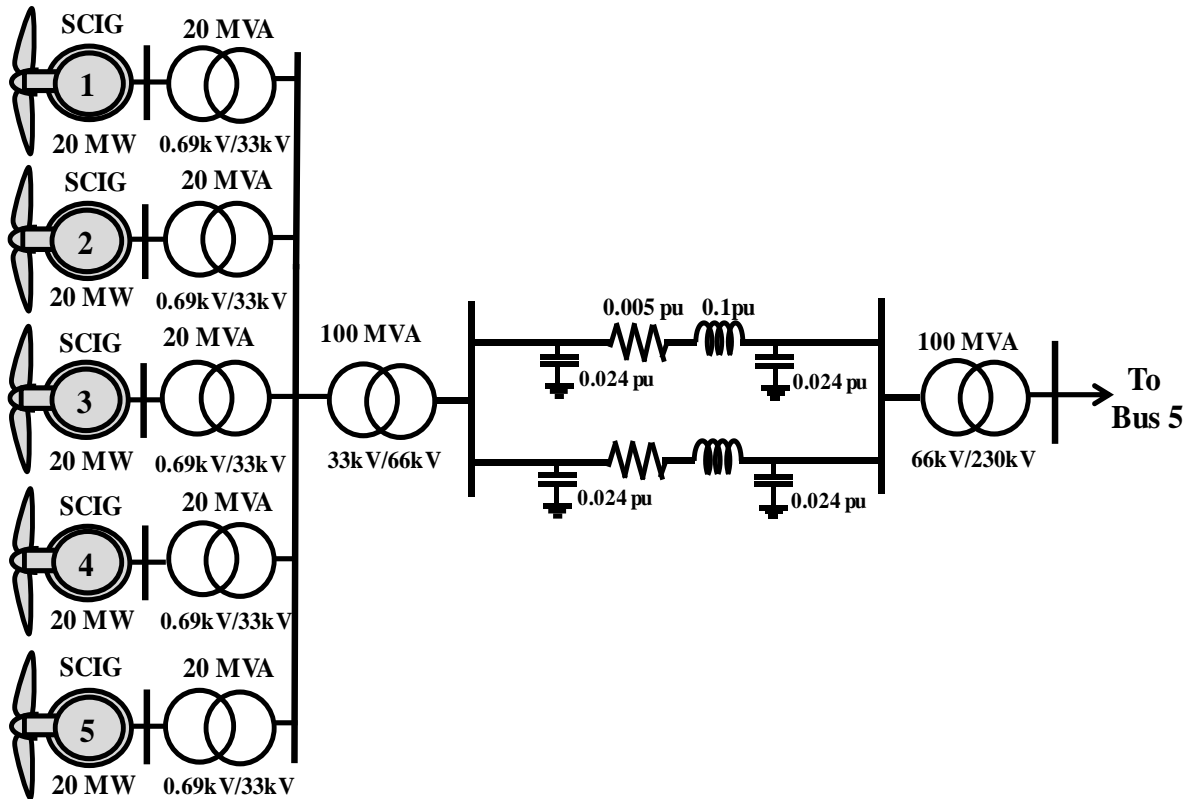 SCIG
20 MVA
1
20 MW
0.69kV/33kV
SCIG
20 MVA
2
20 MW
0.69kV/33kV
SCIG
20 MVA
3
20 MW
0.69kV/33kV
SCIG
20 MVA
4
20 MW
0.69kV/33kV
SCIG
20 MVA
5
20 MW
0.69kV/33kV
100 MVA
33kV/66kV
0.005 pu
0.1pu
0.024 pu
0.024 pu
0.024 pu
0.024 pu
100 MVA
66kV/230kV
To
Bus 5